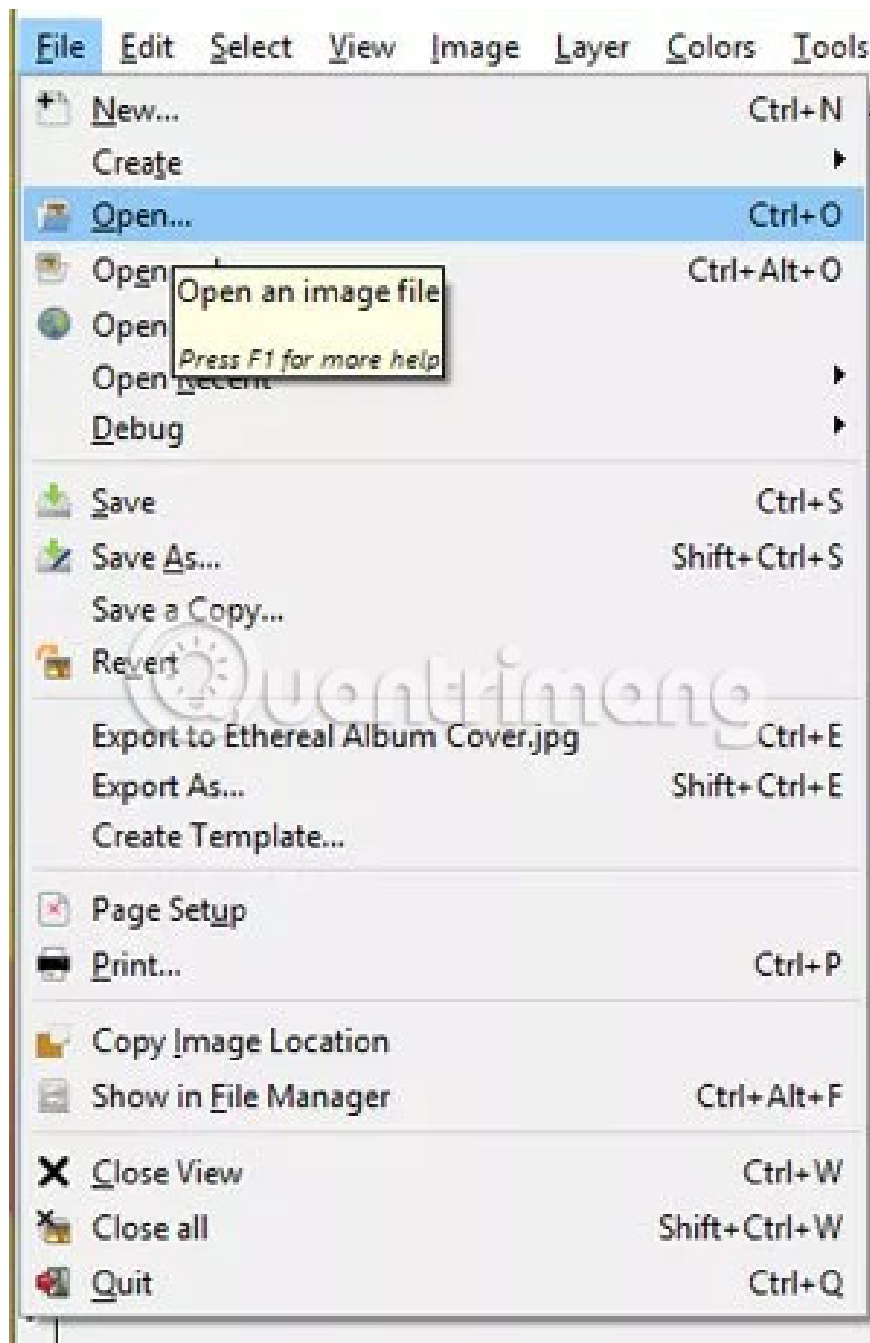 File Edit Select View Image Layer Colors Tools
New... Ctrl+N
Create
Open... Ctrl+O
Open Ctrl+Alt+O
Open an image file
Open
Press F1 for more help
Open Recent
Debug
Save Ctrl+S
Save As... Shift+Ctrl+S
Save a Copy...
Revert
Quantrimang
Export to Ethereal Album Cover.jpg Ctrl+E
Export As... Shift+Ctrl+E
Create Template...
Page Setup
Print... Ctrl+P
Copy Image Location
Show in File Manager Ctrl+Alt+F
Close View Ctrl+W
Close all Shift+Ctrl+W
Quit Ctrl+Q